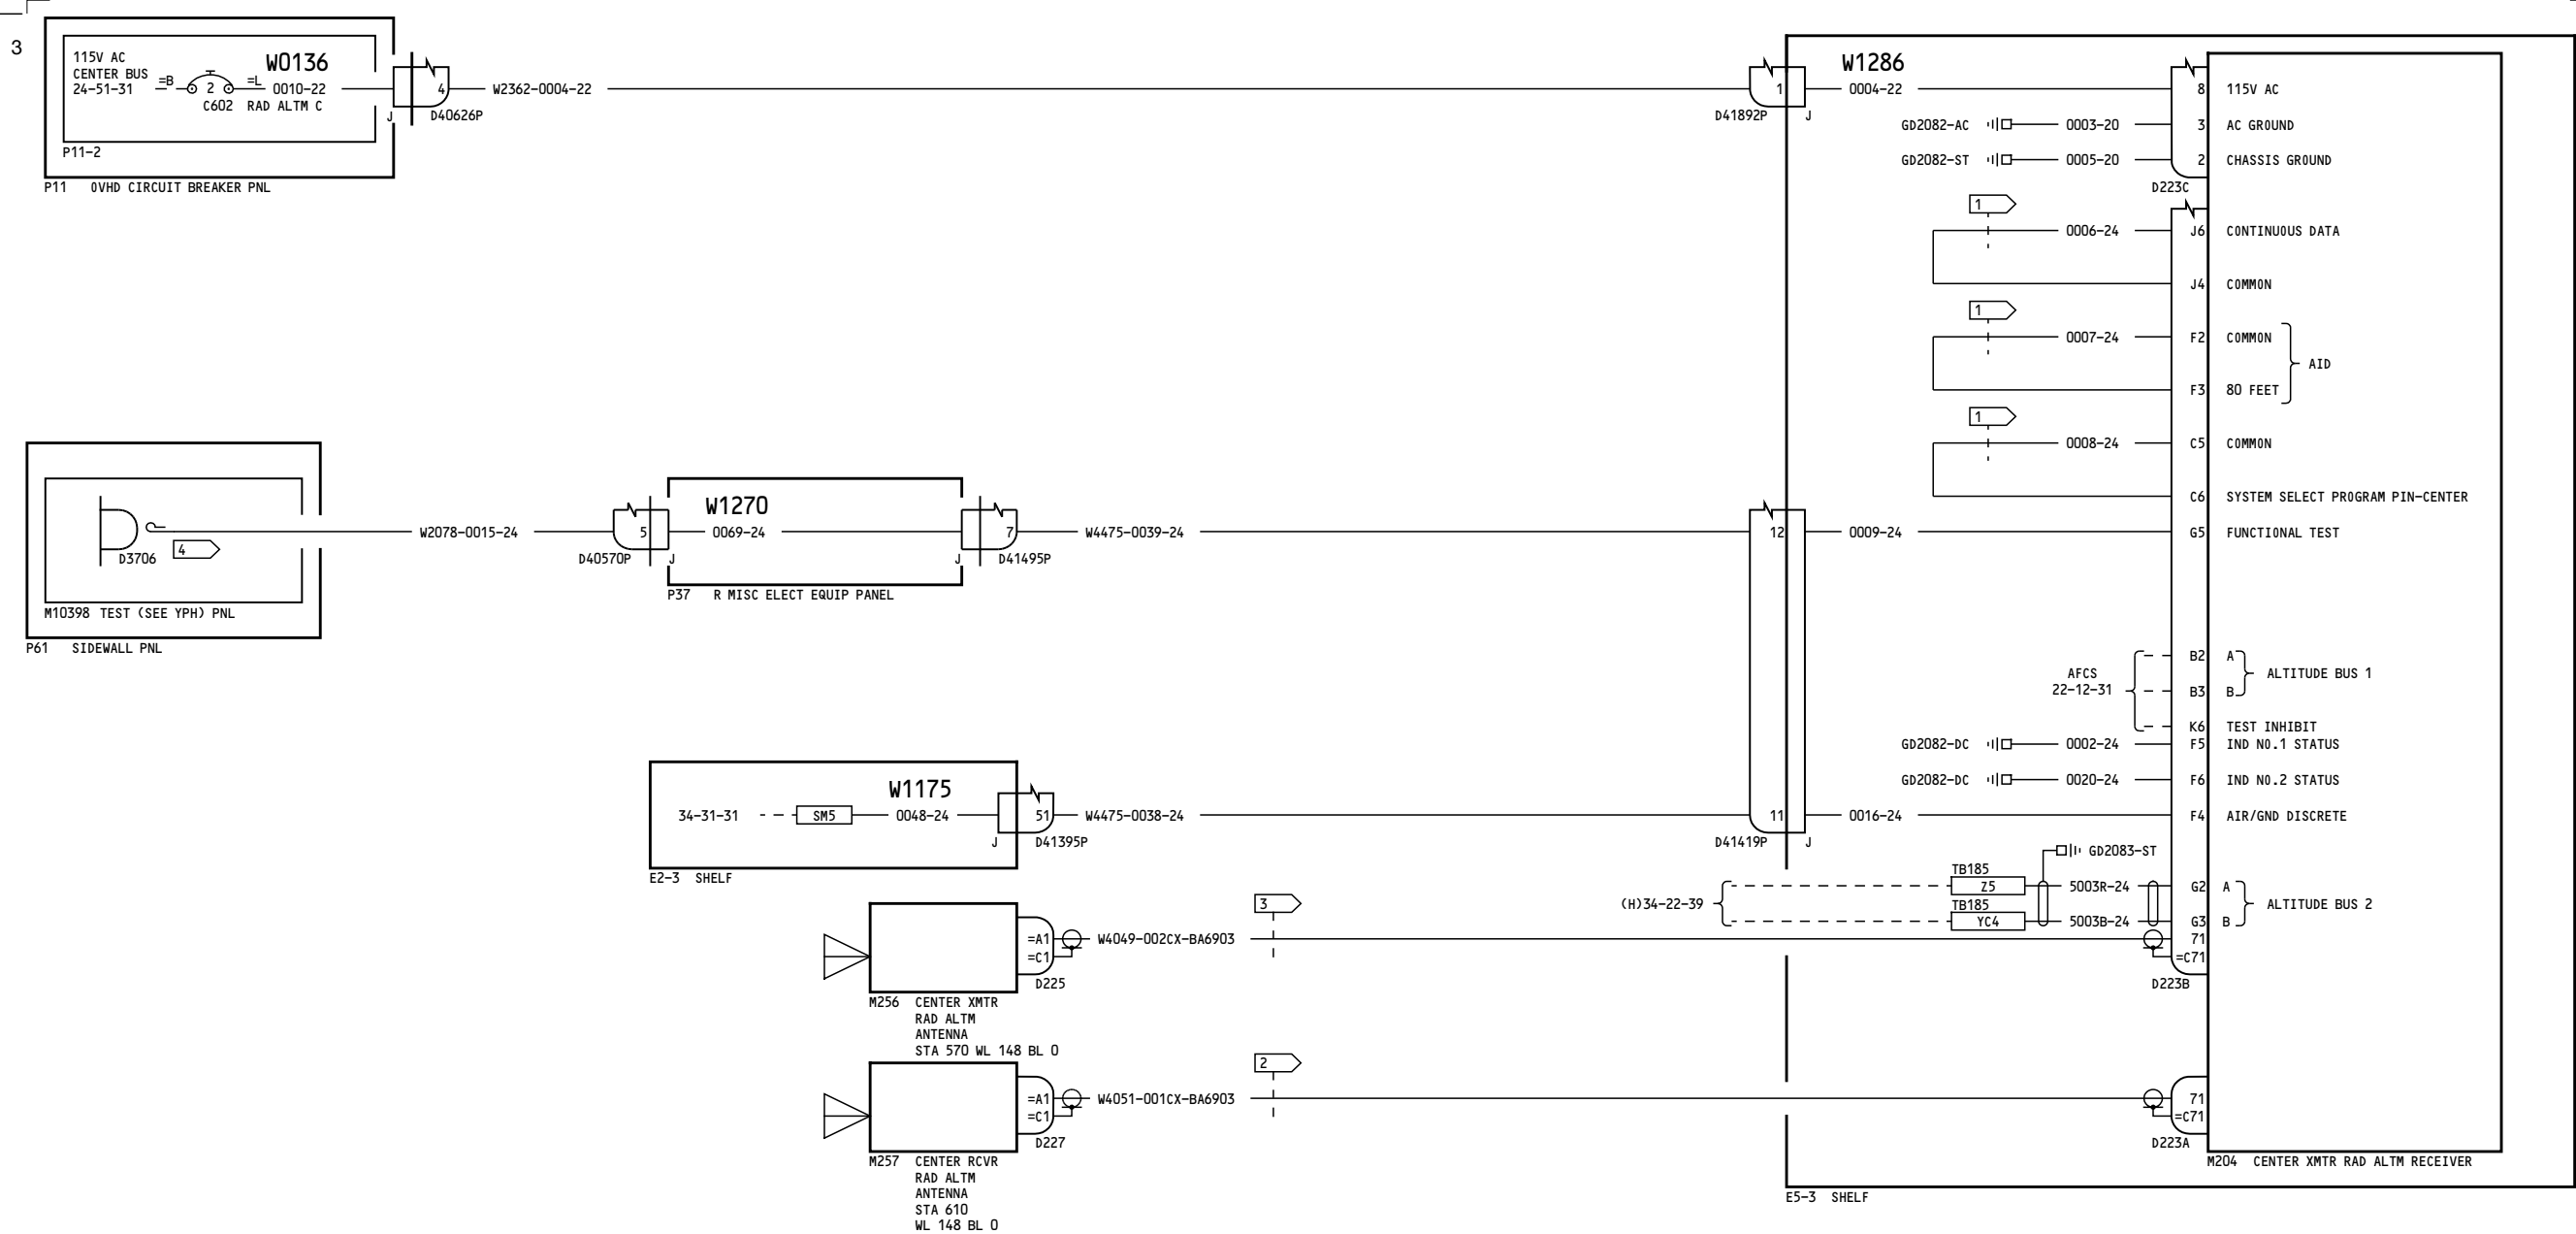 3
115V AC
CENTER BUS
24-51-31
=B
2
=L
W0136
0010-22
C602 RAD ALTM C
P11-2
P11 OVHD CIRCUIT BREAKER PNL
J
4
D40626P
W2362-0004-22
1
D41892P
J
W1286
0004-22
8 115V AC
GD2082-AC
0003-20
3 AC GROUND
GD2082-ST
0005-20
2 CHASSIS GROUND
D223C
1
0006-24
J6 CONTINUOUS DATA
J4 COMMON
1
0007-24
F2 COMMON
AID
F3 80 FEET
1
0008-24
C5 COMMON
C6 SYSTEM SELECT PROGRAM PIN-CENTER
D3706
4
M10398 TEST (SEE YPH) PNL
P61 SIDEWALL PNL
W2078-0015-24
5
D40570P
J
W1270
0069-24
J
7
D41495P
P37 R MISC ELECT EQUIP PANEL
W4475-0039-24
12
0009-24
G5 FUNCTIONAL TEST
AFCS
22-12-31
B2 A
B3 B
ALTITUDE BUS 1
K6 TEST INHIBIT
GD2082-DC
0002-24
F5 IND NO.1 STATUS
GD2082-DC
0020-24
F6 IND NO.2 STATUS
W1175
34-31-31
SM5
0048-24
J
51
D41395P
E2-3 SHELF
W4475-0038-24
11
D41419P
J
0016-24
F4 AIR/GND DISCRETE
GD2083-ST
(H)34-22-39
TB185
Z5
5003R-24
G2 A
TB185
YC4
5003B-24
G3 B
ALTITUDE BUS 2
=A1
=C1
D225
W4049-002CX-BA6903
3
71
=C71
D223B
M256 CENTER XMTR
RAD ALTM
ANTENNA
STA 570 WL 148 BL 0
=A1
=C1
D227
W4051-001CX-BA6903
2
71
=C71
D223A
M257 CENTER RCVR
RAD ALTM
ANTENNA
STA 610
WL 148 BL 0
M204 CENTER XMTR RAD ALTM RECEIVER
E5-3 SHELF